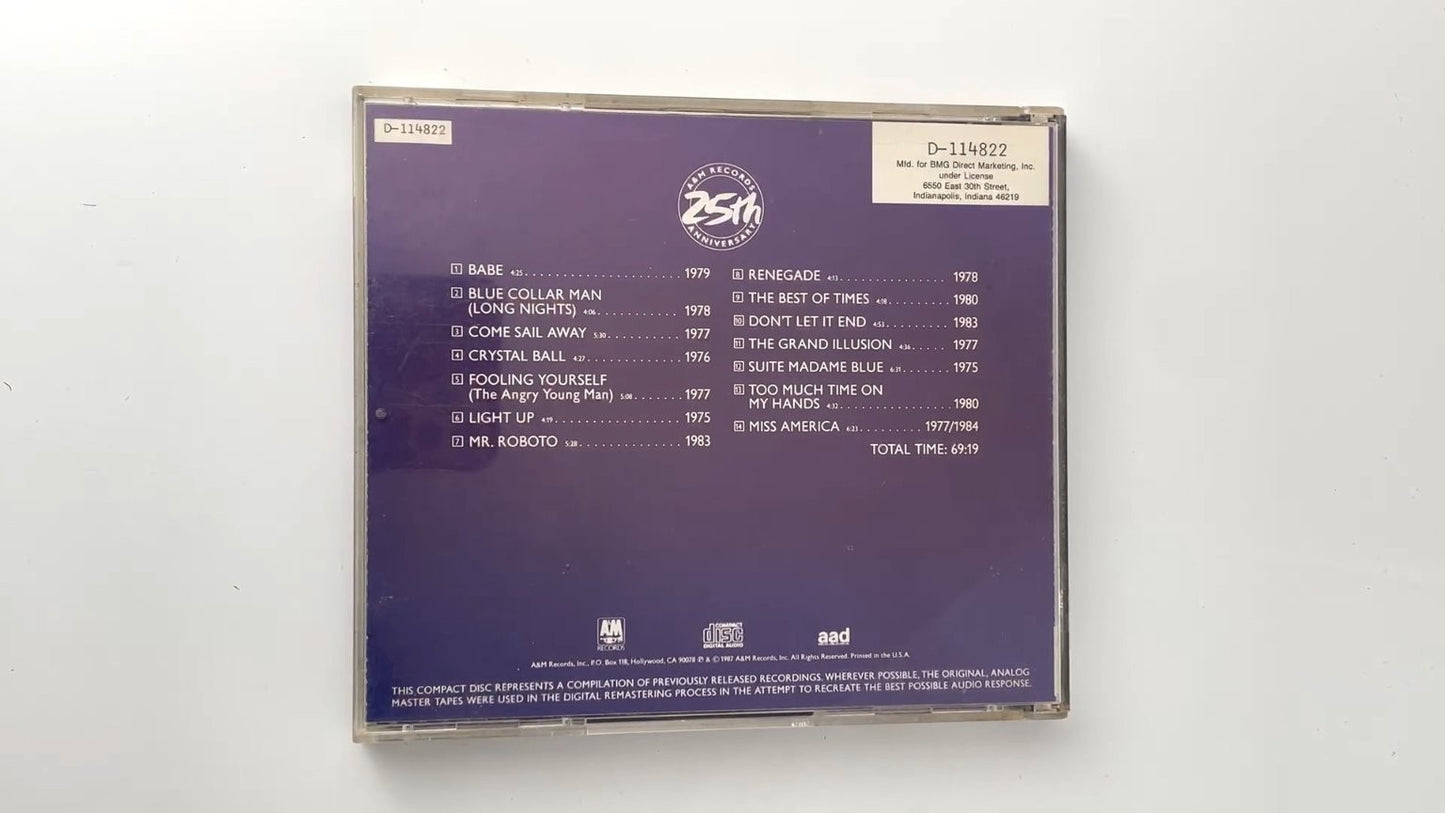 D-114822
D-114822
Mfd. for BMG Direct Marketing, Inc.
under License
6550 East 30th Street,
Indianapolis, Indiana 46219
A&M RECORDS
25th
ANNIVERSARY
1 BABE 4:25 1979
2 BLUE COLLAR MAN
(LONG NIGHTS) 4:06 1978
3 COME SAIL AWAY 5:30 1977
4 CRYSTAL BALL 4:27 1976
5 FOOLING YOURSELF
(The Angry Young Man) 5:08 1977
6 LIGHT UP 4:19 1975
7 MR. ROBOTO 5:28 1983
8 RENEGADE 4:13 1978
9 THE BEST OF TIMES 4:18 1980
10 DON'T LET IT END 4:53 1983
11 THE GRAND ILLUSION 4:36 1977
12 SUITE MADAME BLUE 6:31 1975
13 TOO MUCH TIME ON
MY HANDS 4:32 1980
14 MISS AMERICA 6:23 1977/1984
TOTAL TIME: 69:19
A&M
RECORDS
COMPACT
disc
DIGITAL AUDIO
aad
A&M Records, Inc., P.O. Box 118, Hollywood, CA 90078 ℗ & © 1987 A&M Records, Inc. All Rights Reserved. Printed in the U.S.A.
THIS COMPACT DISC REPRESENTS A COMPILATION OF PREVIOUSLY RELEASED RECORDINGS. WHEREVER POSSIBLE, THE ORIGINAL, ANALOG
MASTER TAPES WERE USED IN THE DIGITAL REMASTERING PROCESS IN THE ATTEMPT TO RECREATE THE BEST POSSIBLE AUDIO RESPONSE.